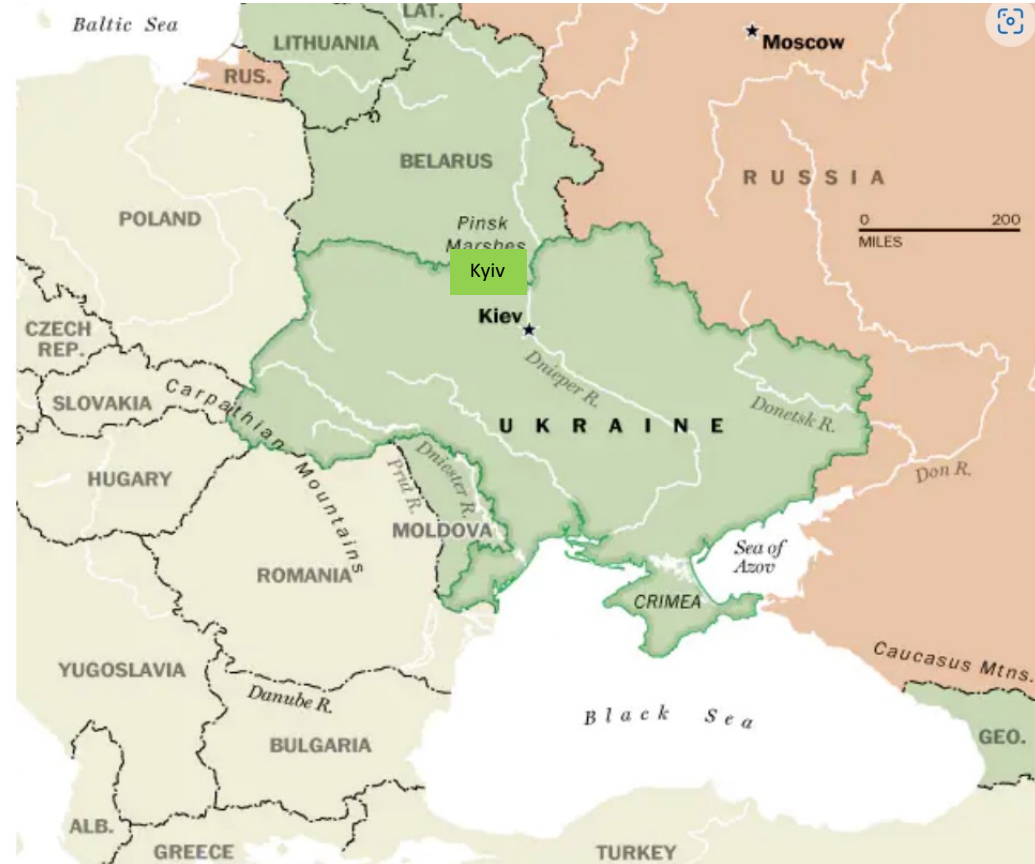 LAT.
Baltic Sea
LITHUANIA
Moscow
RUS.
BELARUS
RUSSIA
POLAND
0 200
MILES
Pinsk
Marshes
Kyiv
Kiev
CZECH
REP.
Dnieper R.
SLOVAKIA
Carpathian Mountains
Donetsk R.
UKRAINE
HUGARY
Prut R.
Dniester R.
Don R.
MOLDOVA
Sea of
Azov
ROMANIA
CRIMEA
YUGOSLAVIA
Caucasus Mtns.
Danube R.
Black Sea
BULGARIA
GEO.
ALB.
GREECE
TURKEY